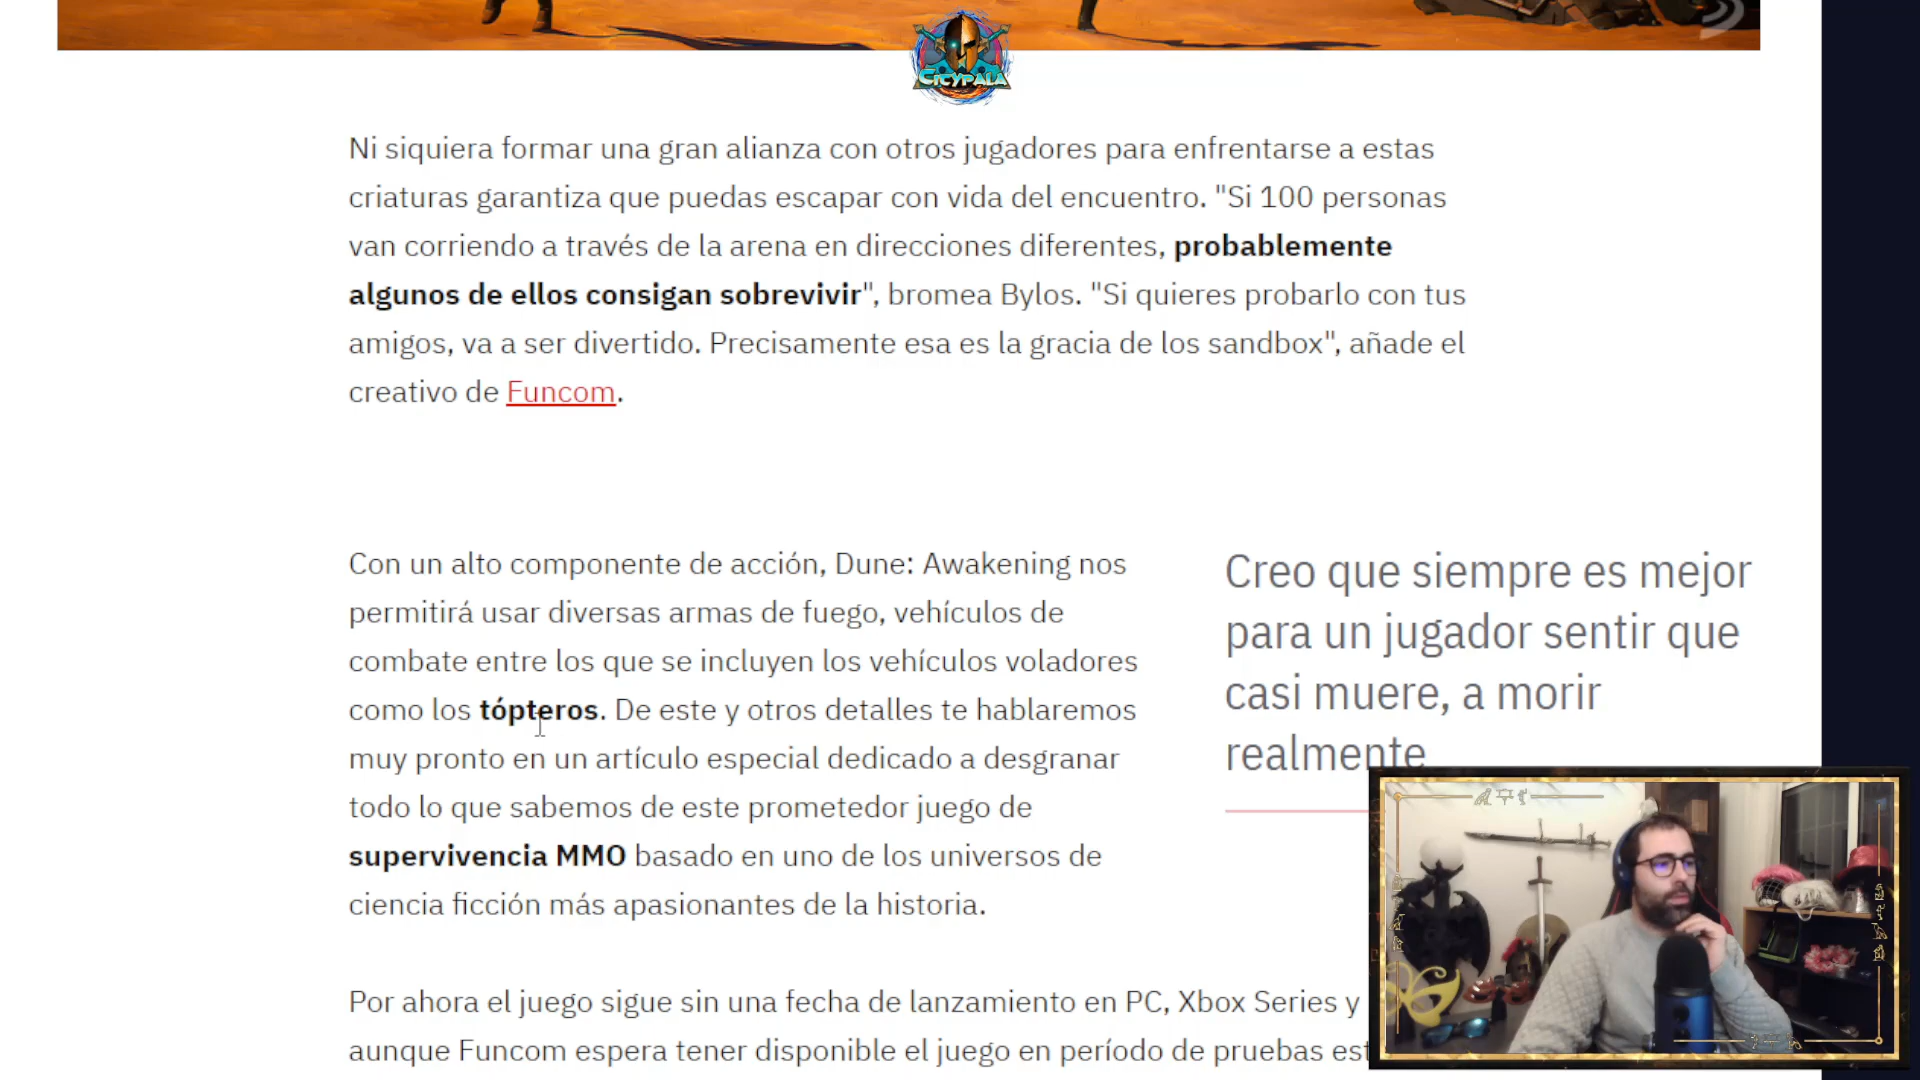 CITYPALA
Ni siquiera formar una gran alianza con otros jugadores para enfrentarse a estas
criaturas garantiza que puedas escapar con vida del encuentro. "Si 100 personas
van corriendo a través de la arena en direcciones diferentes, probablemente
algunos de ellos consigan sobrevivir", bromea Bylos. "Si quieres probarlo con tus
amigos, va a ser divertido. Precisamente esa es la gracia de los sandbox", añade el
creativo de Funcom.
Con un alto componente de acción, Dune: Awakening nos
permitirá usar diversas armas de fuego, vehículos de
combate entre los que se incluyen los vehículos voladores
como los tópteros. De este y otros detalles te hablaremos
muy pronto en un artículo especial dedicado a desgranar
todo lo que sabemos de este prometedor juego de
supervivencia MMO basado en uno de los universos de
ciencia ficción más apasionantes de la historia.
Creo que siempre es mejor
para un jugador sentir que
casi muere, a morir
realmente
Por ahora el juego sigue sin una fecha de lanzamiento en PC, Xbox Series y
aunque Funcom espera tener disponible el juego en período de pruebas est